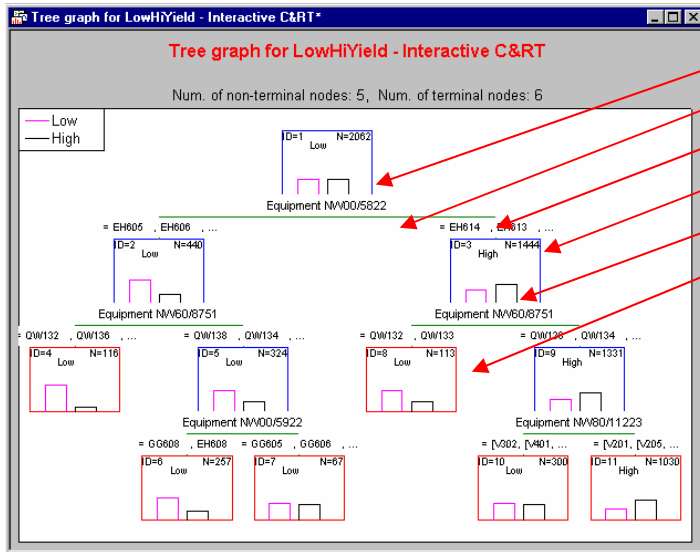 Tree graph for LowHiYield - Interactive C&RT*
Tree graph for LowHiYield - Interactive C&RT
Num. of non-terminal nodes: 5, Num. of terminal nodes: 6
Low
High
ID=1 N=2062
Low
Equipment NW00/5822
= EH605 , EH606 , ... = EH614 , EH613 , ...
ID=2 N=440 ID=3 N=1444
Low High
Equipment NW60/8751 Equipment NW60/8751
= QW132 , QW136 , ... = QW138 , QW134 , ... = QW132 , QW133 = QW136 , QW134 , ...
ID=4 N=116 ID=5 N=324 ID=8 N=113 ID=9 N=1331
Low Low Low High
Equipment NW00/5922 Equipment NW80/11223
= GG608 , EH608 = GG605 , GG606 , ... = [V302, [V401, ... = [V201, [V205, ...
ID=6 N=257 ID=7 N=67 ID=10 N=300 ID=11 N=1030
Low Low Low High